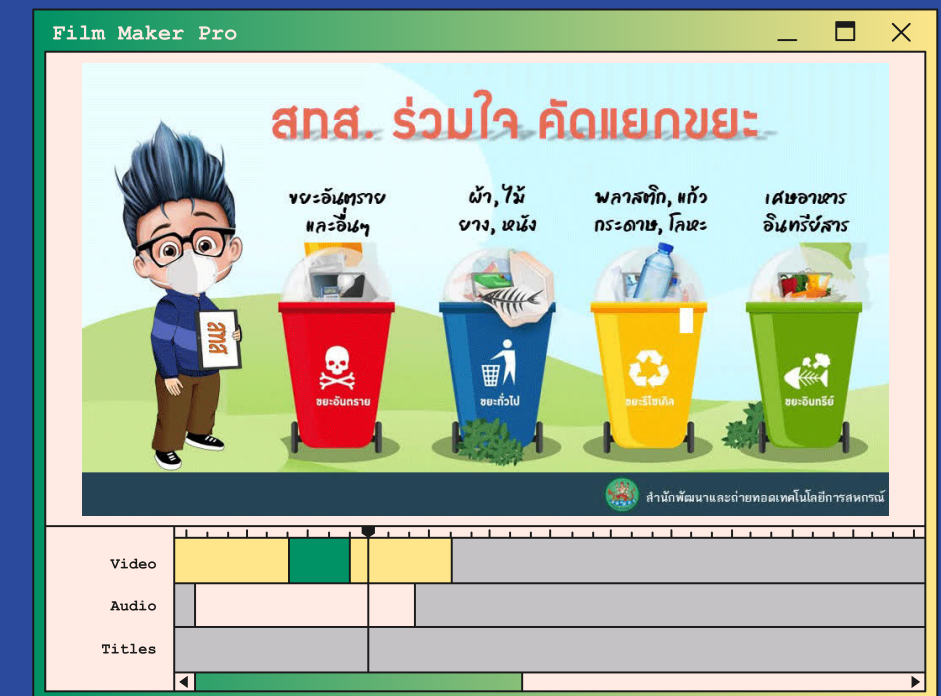 Film Maker Pro
สทส. ร่วมใจ คัดแยกขยะ
ขยะอันตราย
และอื่นๆ
ผ้า, ไม้
ยาง, หนัง
พลาสติก, แก้ว
กระดาษ, โลหะ
เศษอาหาร
อินทรีย์สาร
สทส
ขยะอันตราย
ขยะทั่วไป
ขยะรีไซเคิล
ขยะอินทรีย์
สำนักพัฒนาและถ่ายทอดเทคโนโลยีการสหกรณ์
Video
Audio
Titles